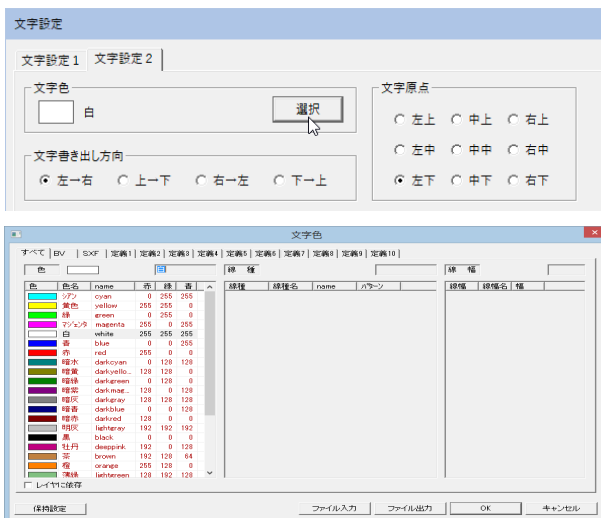 文字設定
文字設定1 文字設定2
文字色
白
選択
文字書き出し方向
左→右 上→下 右→左 下→上
文字原点
左上 中上 右上
左中 中中 右中
左下 中下 右下
文字色
すべて BV SXF 定義1 定義2 定義3 定義4 定義5 定義6 定義7 定義8 定義9 定義10
色 白 線 種 線 幅
色 色名 name 赤 緑 青 線種 線種名 name パターン 線幅 線幅名 幅
シアン cyan 0 255 255
黄色 yellow 255 255 0
緑 green 0 255 0
マジェンタ magenta 255 0 255
白 white 255 255 255
青 blue 0 0 255
赤 red 255 0 0
暗水 darkcyan 0 128 128
暗黄 darkyello... 128 128 0
暗緑 darkgreen 0 128 0
暗紫 darkmag... 128 0 128
暗灰 darkgray 128 128 128
暗青 darkblue 0 0 128
暗赤 darkred 128 0 0
明灰 lightgray 192 192 192
黒 black 0 0 0
牡丹 deeppink 192 0 128
茶 brown 192 128 64
橙 orange 255 128 0
薄緑 lightgreen 128 192 128
レイヤに依存
保持設定 ファイル入力 ファイル出力 OK キャンセル